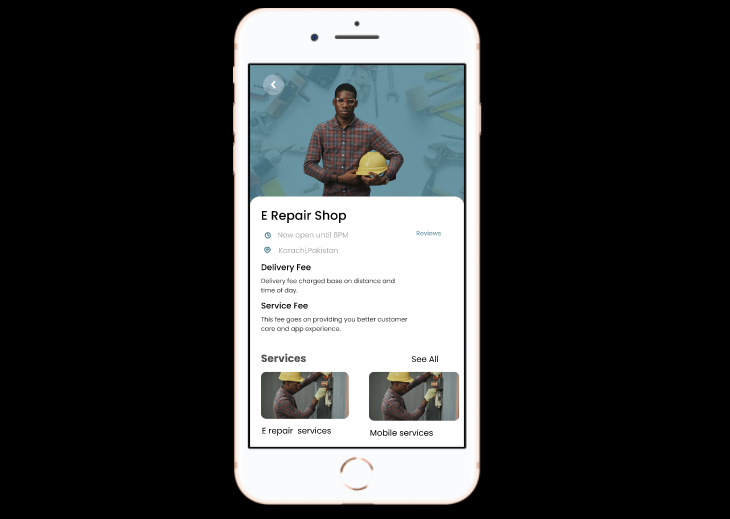 E Repair Shop
Now open until 8PM
Reviews
Karachi,Pakistan
Delivery Fee
Delivery fee charged base on distance and
time of day.
Service Fee
This fee goes on providing you better customer
care and app experience.
Services
See All
E repair services
Mobile services